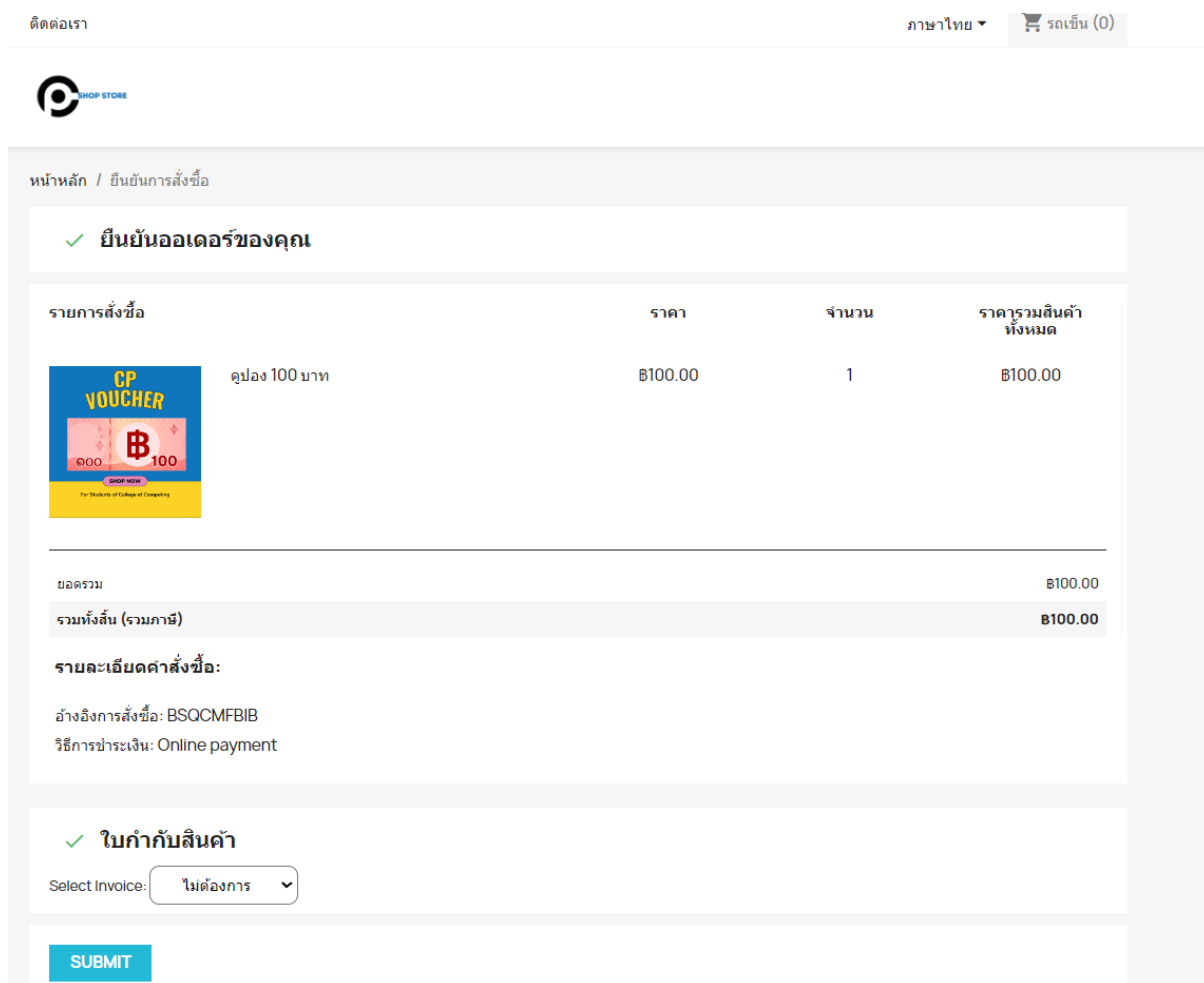 ติดต่อเรา
ภาษาไทย
รถเข็น (0)
SHOP STORE
หน้าหลัก / ยืนยันการสั่งซื้อ
ยืนยันออเดอร์ของคุณ
รายการสั่งซื้อ ราคา จำนวน ราคารวมสินค้า
ทั้งหมด
CP
VOUCHER
฿
๑๐๐
100
SHOP NOW
For Students of College of Computing
คูปอง 100 บาท ฿100.00 1 ฿100.00
ยอดรวม ฿100.00
รวมทั้งสิ้น (รวมภาษี) ฿100.00
รายละเอียดคำสั่งซื้อ:
อ้างอิงการสั่งซื้อ: BSQCMFBIB
วิธีการชำระเงิน: Online payment
ใบกำกับสินค้า
Select Invoice: ไม่ต้องการ
SUBMIT